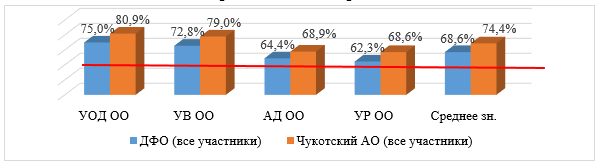 75,0% 80,9% 72,8% 79,0% 64,4% 68,9% 62,3% 68,6% 68,6% 74,4%
УОД ОО УВ ОО АД ОО УР ОО Среднее зн.
ДФО (все участники) Чукотский АО (все участники)